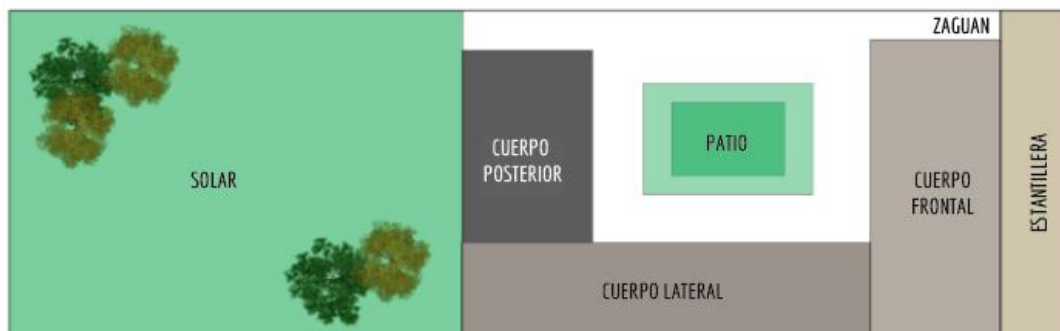 ZAGUAN
SOLAR
CUERPO
POSTERIOR
PATIO
CUERPO
FRONTAL
ESTANTILLERA
CUERPO LATERAL